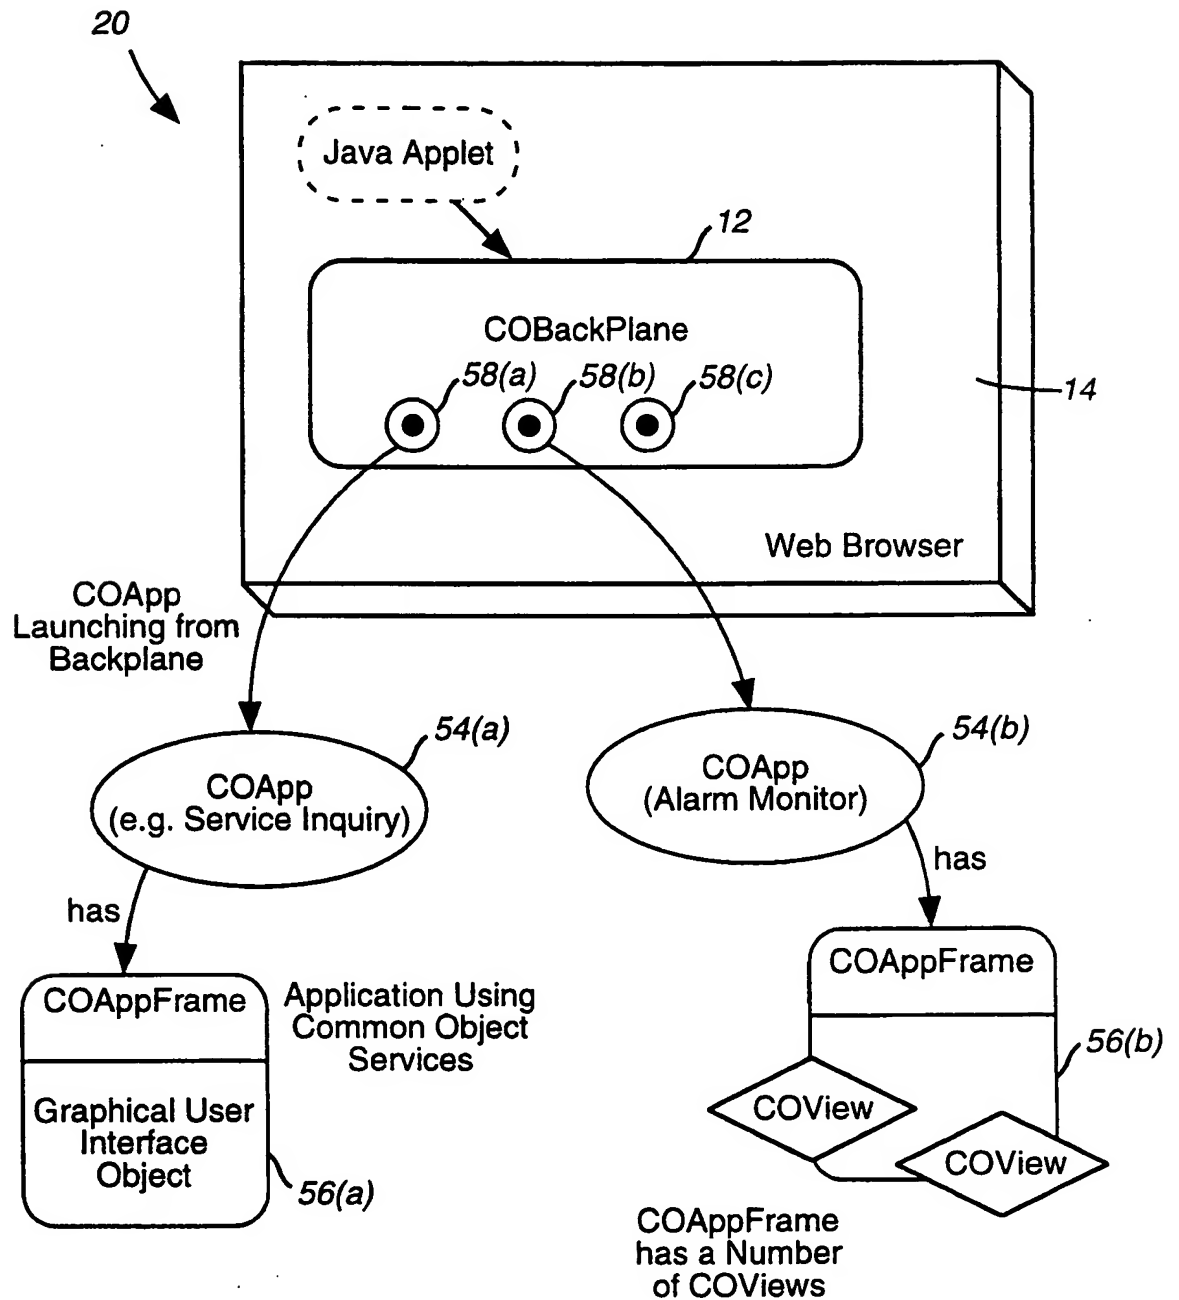 20
Java Applet
12
COBackPlane
58(a)
58(b)
58(c)
14
Web Browser
COApp
Launching from
Backplane
54(a)
COApp
(e.g. Service Inquiry)
54(b)
COApp
(Alarm Monitor)
has
has
COAppFrame
Graphical User
Interface
Object
56(a)
Application Using
Common Object
Services
COAppFrame
56(b)
COView
COView
COAppFrame
has a Number
of COViews